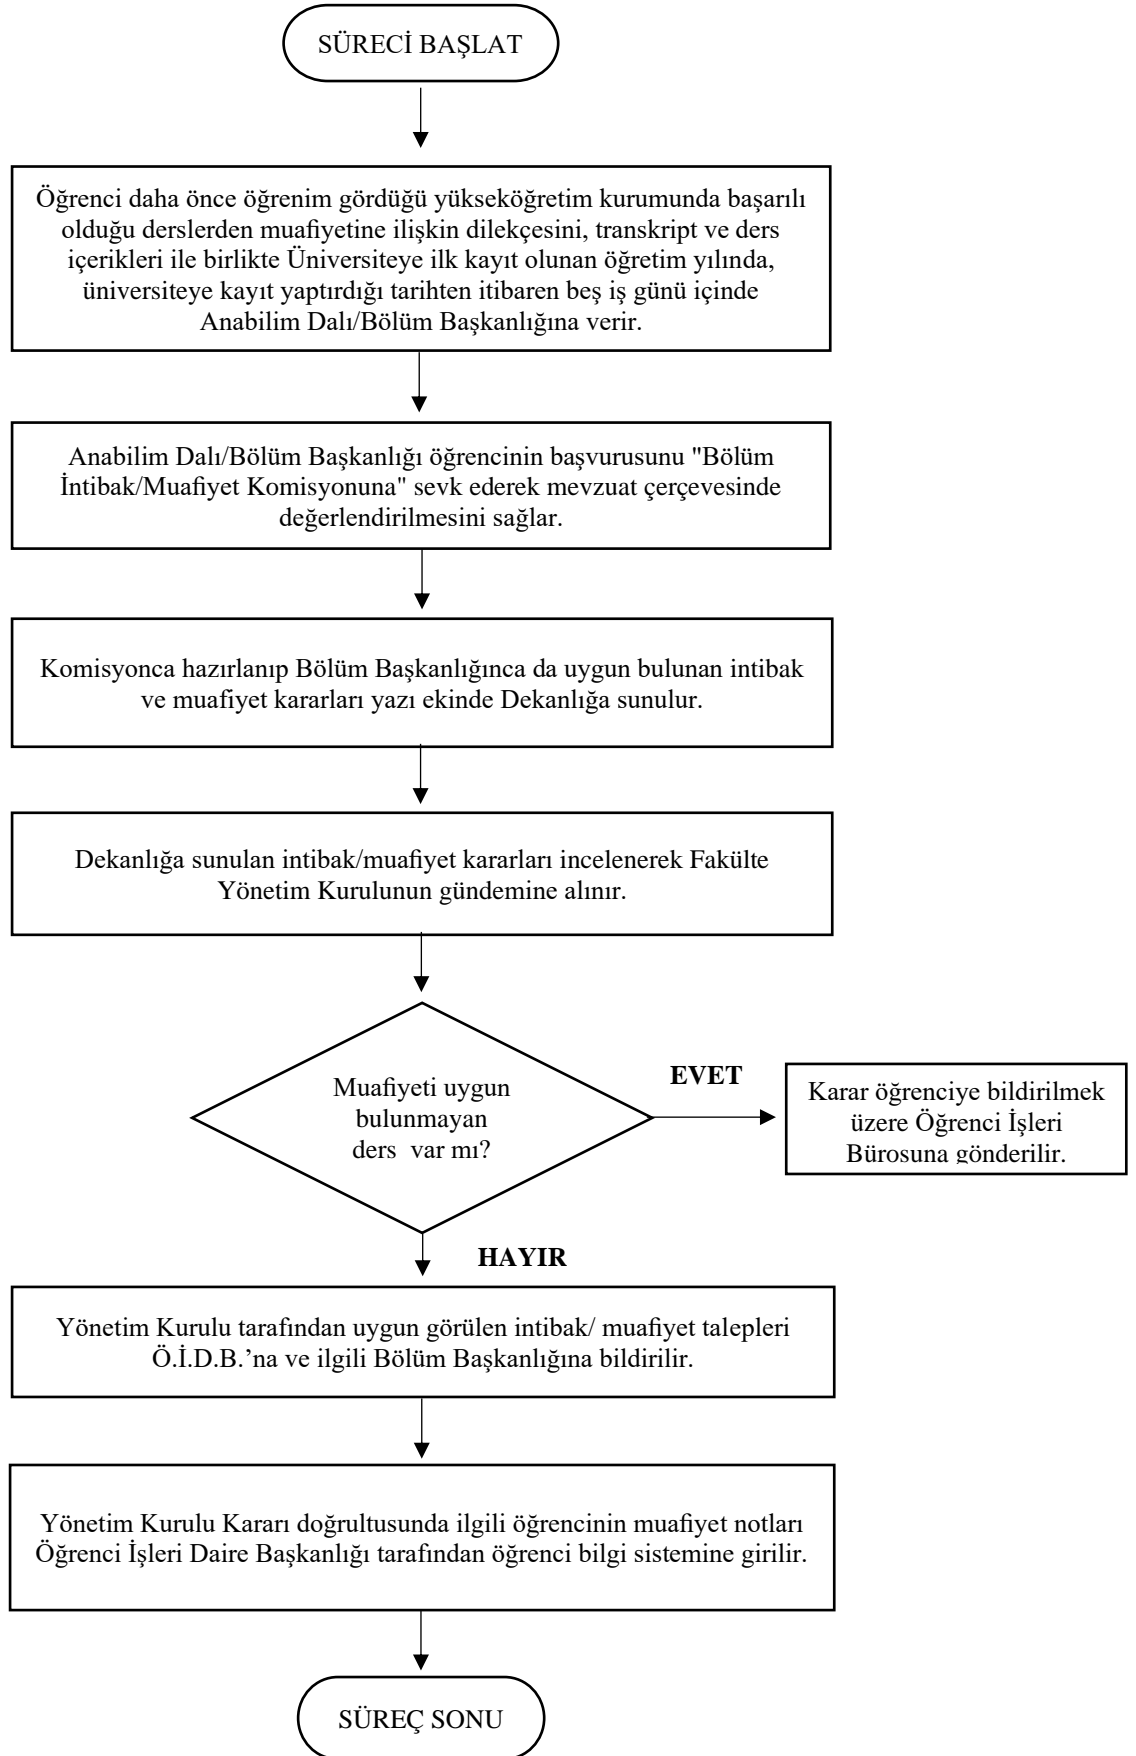 SÜRECİ BAŞLAT
Öğrenci daha önce öğrenim gördüğü yükseköğretim kurumunda başarılı
olduğu derslerden muafiyetine ilişkin dilekçesini, transkript ve ders
içerikleri ile birlikte Üniversiteye ilk kayıt olunan öğretim yılında,
üniversiteye kayıt yaptırdığı tarihten itibaren beş iş günü içinde
Anabilim Dalı/Bölüm Başkanlığına verir.
Anabilim Dalı/Bölüm Başkanlığı öğrencinin başvurusunu "Bölüm
İntibak/Muafiyet Komisyonuna" sevk ederek mevzuat çerçevesinde
değerlendirilmesini sağlar.
Komisyonca hazırlanıp Bölüm Başkanlığınca da uygun bulunan intibak
ve muafiyet kararları yazı ekinde Dekanlığa sunulur.
Dekanlığa sunulan intibak/muafiyet kararları incelenerek Fakülte
Yönetim Kurulunun gündemine alınır.
Muafiyeti uygun
bulunmayan
ders  var mı?
EVET
Karar öğrenciye bildirilmek
üzere Öğrenci İşleri
Bürosuna gönderilir.
HAYIR
Yönetim Kurulu tarafından uygun görülen intibak/ muafiyet talepleri
Ö.İ.D.B.’na ve ilgili Bölüm Başkanlığına bildirilir.
Yönetim Kurulu Kararı doğrultusunda ilgili öğrencinin muafiyet notları
Öğrenci İşleri Daire Başkanlığı tarafından öğrenci bilgi sistemine girilir.
SÜREÇ SONU